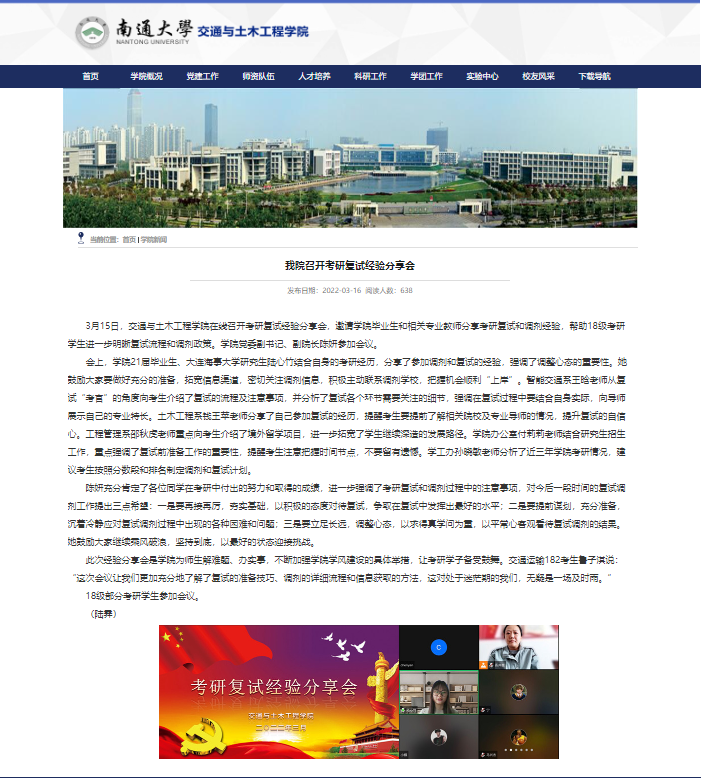 南通大學 交通与土木工程学院
NANTONG UNIVERSITY
首页 学院概况 党建工作 师资队伍 人才培养 科研工作 学团工作 实验中心 校友风采 下载导航
当前位置：首页 | 学院新闻
我院召开考研复试经验分享会
发布日期：2022-03-16 阅读人数：638
3月15日，交通与土木工程学院在线召开考研复试经验分享会，邀请学院毕业生和相关专业教师分享考研复试和调剂经验，帮助18级考研
学生进一步明晰复试流程和调剂政策。学院党委副书记、副院长陈妍参加会议。
会上，学院21届毕业生、大连海事大学研究生陆心竹结合自身的考研经历，分享了参加调剂和复试的经验，强调了调整心态的重要性。她
鼓励大家要做好充分的准备，拓宽信息渠道，密切关注调剂信息，积极主动联系调剂学校，把握机会顺利“上岸”。智能交通系王晗老师从复
试“考官”的角度向考生介绍了复试的流程及注意事项，并分析了复试各个环节需要关注的细节，强调在复试过程中要结合自身实际，向导师
展示自己的专业特长。土木工程系钱王苹老师分享了自己参加复试的经历，提醒考生要提前了解相关院校及专业导师的情况，提升复试的自信
心。工程管理系邵秋虎老师重点向考生介绍了境外留学项目，进一步拓宽了学生继续深造的发展路径。学院办公室付莉莉老师结合研究生招生
工作，重点强调了复试前准备工作的重要性，提醒考生注意把握时间节点，不要留有遗憾。学工办孙晓敏老师分析了近三年学院考研情况，建
议考生按照分数段和排名制定调剂和复试计划。
陈妍充分肯定了各位同学在考研中付出的努力和取得的成绩，进一步强调了考研复试和调剂过程中的注意事项，对今后一段时间的复试调
剂工作提出三点希望：一是要再接再厉，夯实基础，以积极的态度对待复试，争取在复试中发挥出最好的水平；二是要提前谋划，充分准备，
沉着冷静应对复试调剂过程中出现的各种困难和问题；三是要立足长远，调整心态，以求得真学问为重，以平常心客观看待复试调剂的结果。
她鼓励大家继续乘风破浪，坚持到底，以最好的状态迎接挑战。
此次经验分享会是学院为师生解难题、办实事，不断加强学院学风建设的具体举措，让考研学子备受鼓舞。交通运输182考生鲁子淇说：
“这次会议让我们更加充分地了解了复试的准备技巧、调剂的详细流程和信息获取的方法，这对处于迷茫期的我们，无疑是一场及时雨。”
18级部分考研学生参加会议。
（陆霁）
考研复试经验分享会
交通与土木工程学院
二〇二二年三月
C